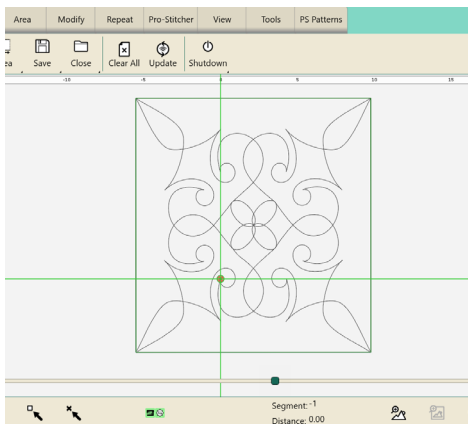 Area Modify Repeat Pro-Stitcher View Tools PS Patterns
ea Save Close Clear All Update Shutdown
-10 -5 0 5 10 15
Segment: -1
Distance: 0.00